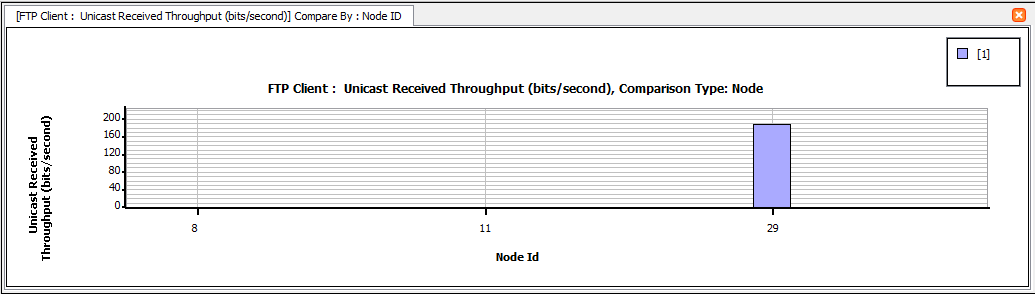 [FTP Client :  Unicast Received Throughput (bits/second)] Compare By : Node ID
[1]
FTP Client :  Unicast Received Throughput (bits/second), Comparison Type: Node
Unicast Received
Throughput (bits/second)
200
160
120
80
40
0
8
11
29
Node Id